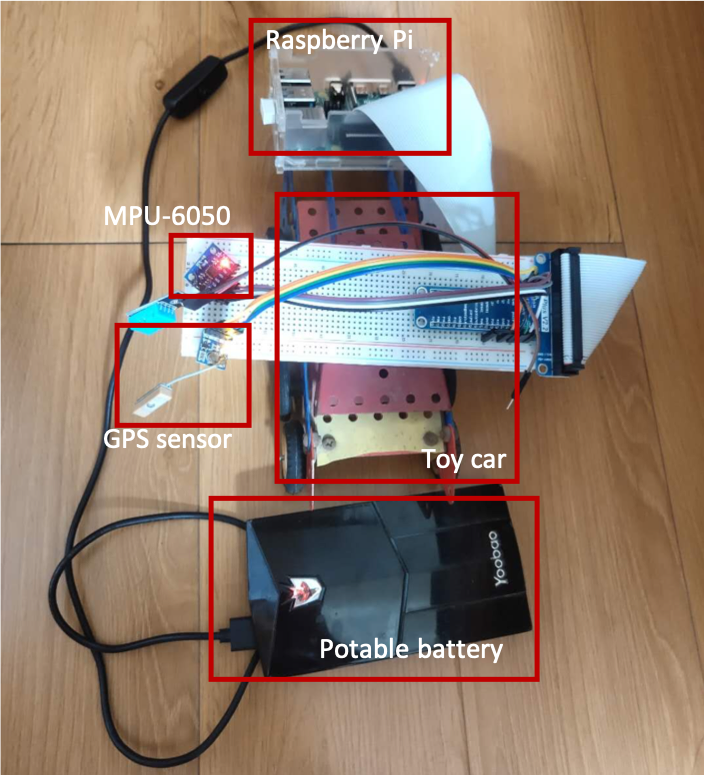 Raspberry Pi
MPU-6050
GPS sensor
Toy car
Yoobao
Potable battery